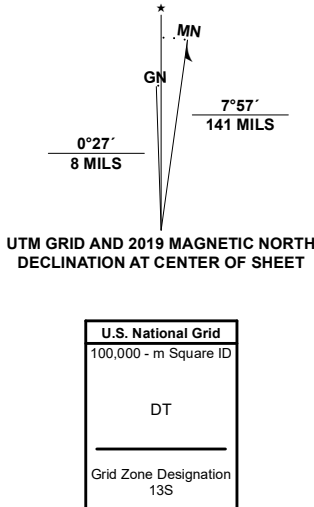 ★
MN
GN
7°57´
141 MILS
0°27´
8 MILS
UTM GRID AND 2019 MAGNETIC NORTH
DECLINATION AT CENTER OF SHEET
U.S. National Grid
100,000 - m Square ID
DT
Grid Zone Designation
13S